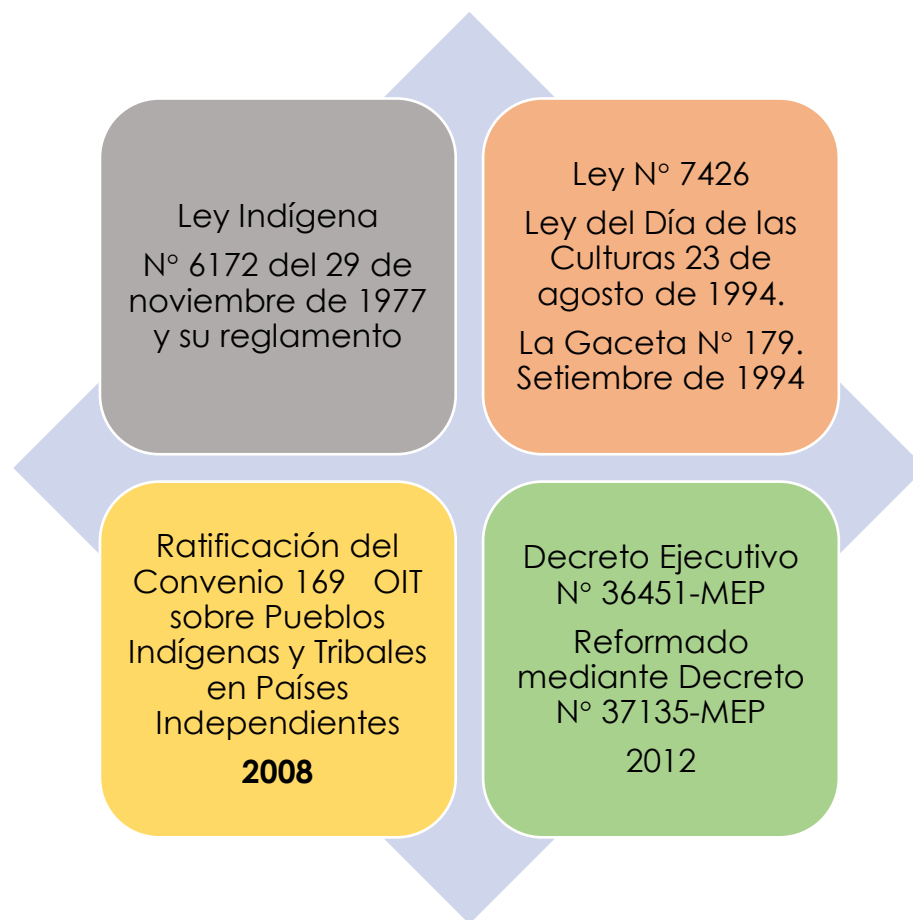 Ley Indígena
N° 6172 del 29 de
noviembre de 1977
y su reglamento
Ley N° 7426
Ley del Día de las
Culturas 23 de
agosto de 1994.
La Gaceta N° 179.
Setiembre de 1994
Ratificación del
Convenio 169 OIT
sobre Pueblos
Indígenas y Tribales
en Países
Independientes
2008
Decreto Ejecutivo
N° 36451-MEP
Reformado
mediante Decreto
N° 37135-MEP
2012